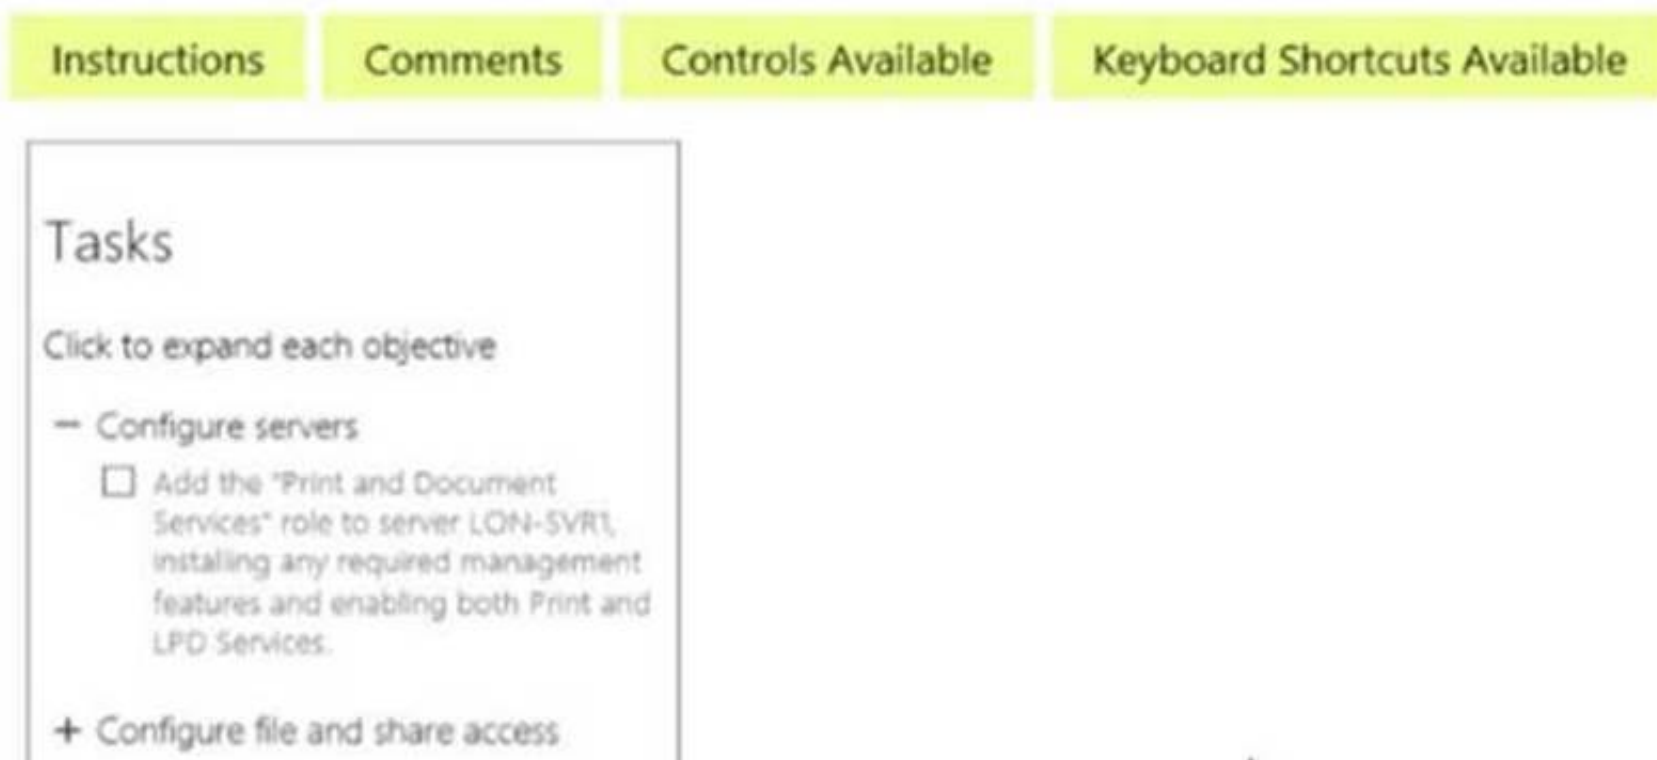 Instructions Comments Controls Available Keyboard Shortcuts Available
Tasks
Click to expand each objective
− Configure servers
Add the "Print and Document
Services" role to server LON-SVR1,
installing any required management
features and enabling both Print and
LPD Services.
+ Configure file and share access